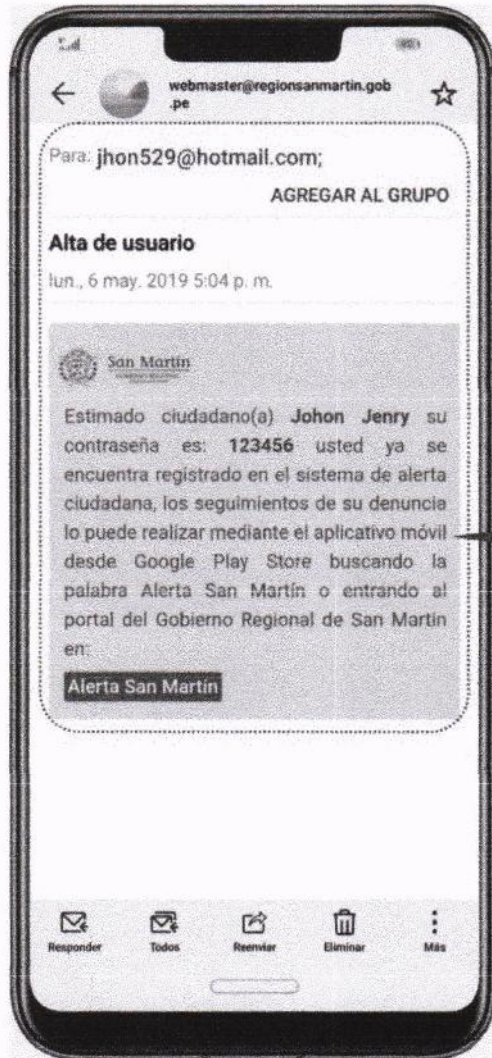 webmaster@regionsanmartin.gob
.pe
Para: jhon529@hotmail.com;
AGREGAR AL GRUPO
Alta de usuario
lun., 6 may. 2019 5:04 p. m.
San Martín
Estimado ciudadano(a) Johon Jenry su
contraseña es: 123456 usted ya se
encuentra registrado en el sistema de alerta
ciudadana, los seguimientos de su denuncia
lo puede realizar mediante el aplicativo móvil
desde Google Play Store buscando la
palabra Alerta San Martín o entrando al
portal del Gobierno Regional de San Martin
en:
Alerta San Martín
Responder Todos Reenviar Eliminar Más